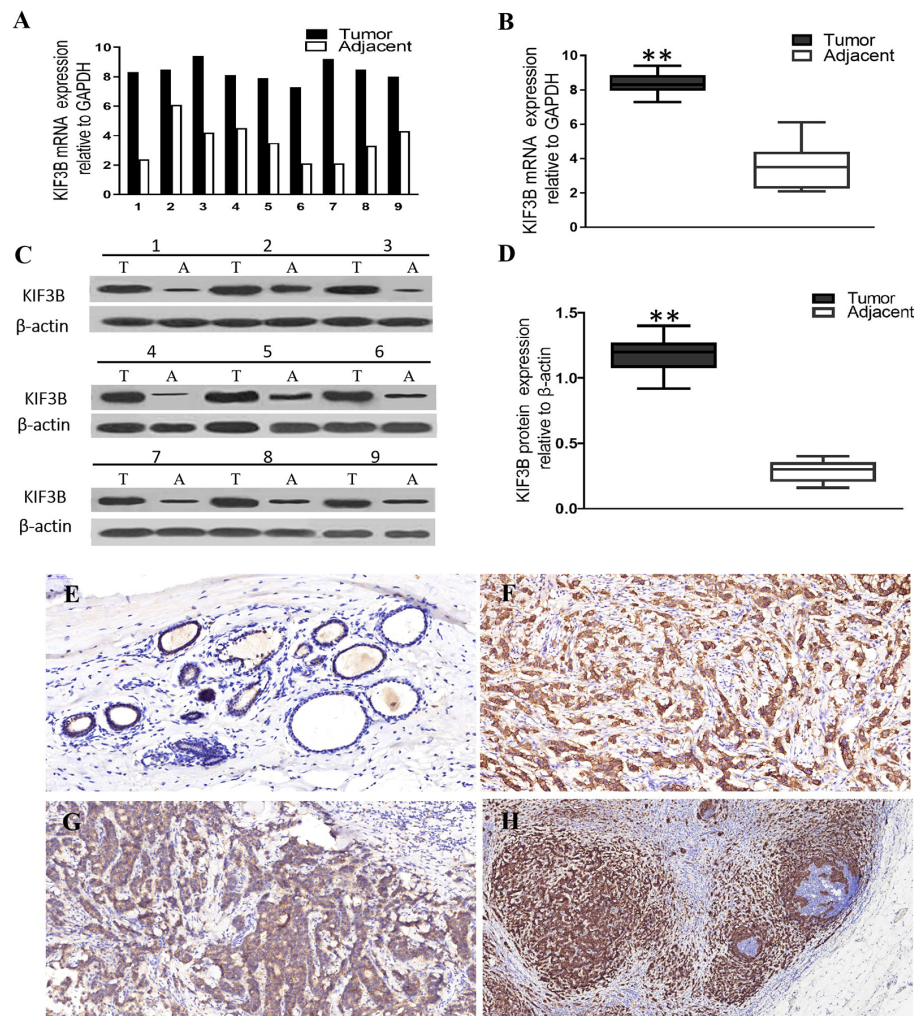 A
Tumor
Adjacent
KIF3B mRNA expression
relative to GAPDH
10
8
6
4
2
0
1 2 3 4 5 6 7 8 9
B
Tumor
Adjacent
KIF3B mRNA expression
relative to GAPDH
10
8
6
4
2
0
**
C
1 2 3
T A T A T A
KIF3B
β-actin
4 5 6
T A T A T A
KIF3B
β-actin
7 8 9
T A T A T A
KIF3B
β-actin
D
Tumor
Adjacent
KIF3B protein expression
relative to β-actin
1.5
1.0
0.5
0.0
**
E
F
G
H